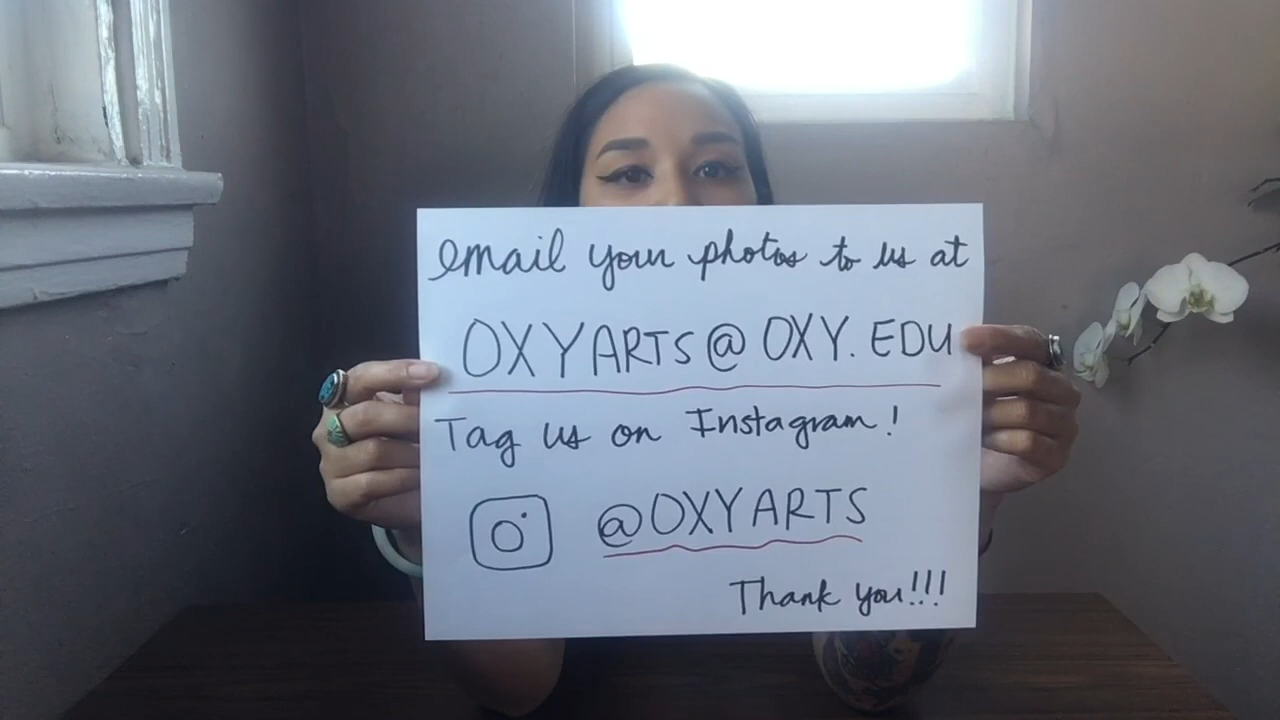 email your photos to us at
OXYARTS@OXY.EDU
Tag us on Instagram!
@OXYARTS
Thank you!!!